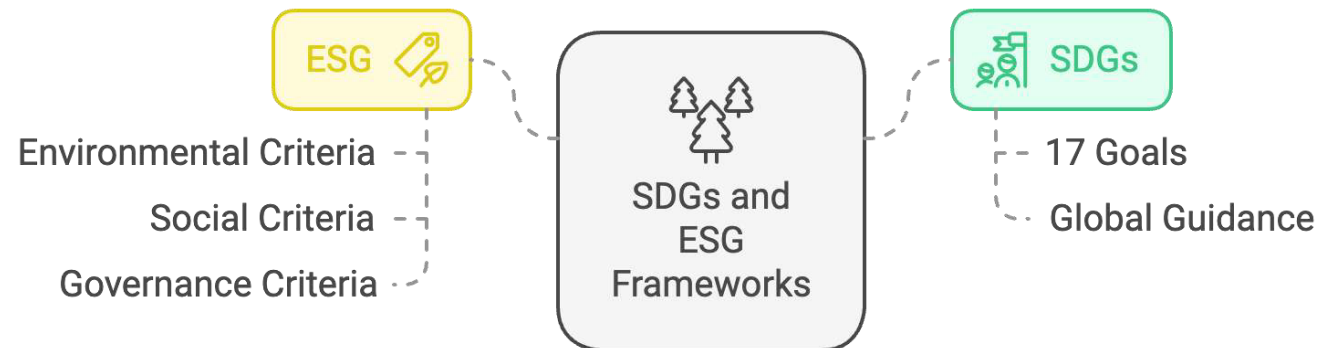 ESG
Environmental Criteria
Social Criteria
Governance Criteria
SDGs and
ESG
Frameworks
SDGs
17 Goals
Global Guidance